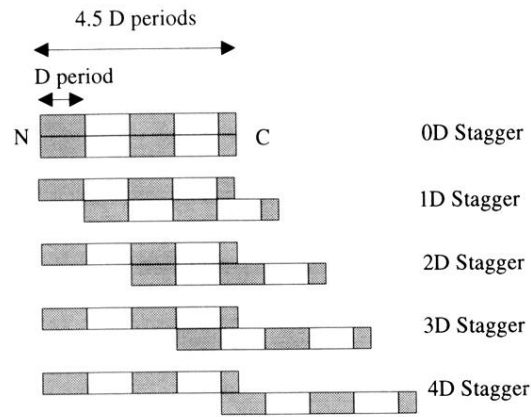 4.5 D periods
D period
N C 0D Stagger
1D Stagger
2D Stagger
3D Stagger
4D Stagger